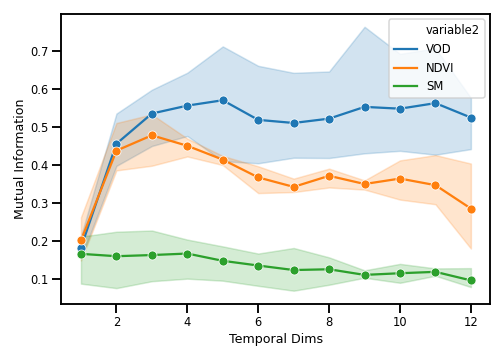 variable2
VOD
NDVI
SM
Mutual Information
0.7
0.6
0.5
0.4
0.3
0.2
0.1
2 4 6 8 10 12
Temporal Dims